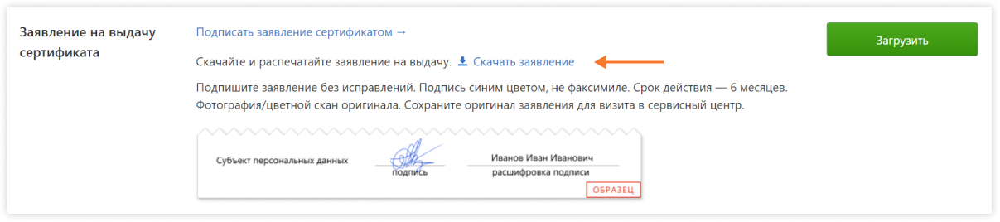 Заявление на выдачу
сертификата
Подписать заявление сертификатом →
Скачайте и распечатайте заявление на выдачу. Скачать заявление
Подпишите заявление без исправлений. Подпись синим цветом, не факсимиле. Срок действия — 6 месяцев.
Фотография/цветной скан оригинала. Сохраните оригинал заявления для визита в сервисный центр.
Загрузить
Субъект персональных данных
подпись
Иванов Иван Иванович
расшифровка подписи
ОБРАЗЕЦ